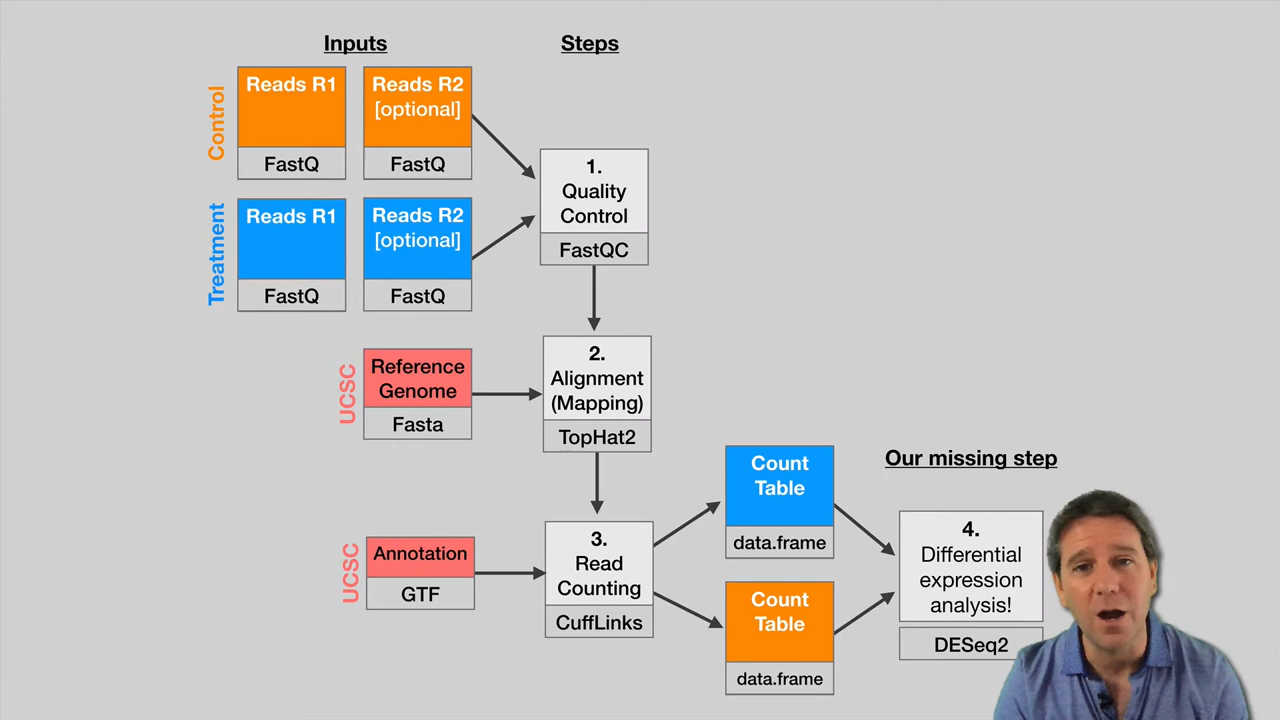 Inputs
Steps
Control
Reads R1
FastQ
Reads R2
[optional]
FastQ
Treatment
Reads R1
FastQ
Reads R2
[optional]
FastQ
1.
Quality
Control
FastQC
UCSC
Reference
Genome
Fasta
2.
Alignment
(Mapping)
TopHat2
UCSC
Annotation
GTF
3.
Read
Counting
CuffLinks
Count
Table
data.frame
Count
Table
data.frame
Our missing step
4.
Differential
expression
analysis!
DESeq2